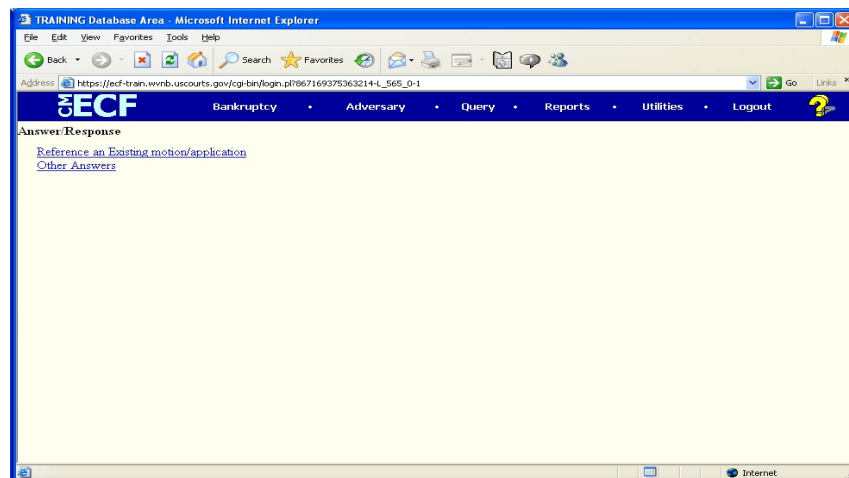 TRAINING Database Area - Microsoft Internet Explorer
File Edit View Favorites Tools Help
Back Search Favorites
Address https://ecf-train.wvnb.uscourts.gov/cgi-bin/login.pl?867169375363214-L_565_0-1 Go Links »
CM ECF Bankruptcy • Adversary • Query • Reports • Utilities • Logout ?
Answer/Response
Reference an Existing motion/application
Other Answers
Internet